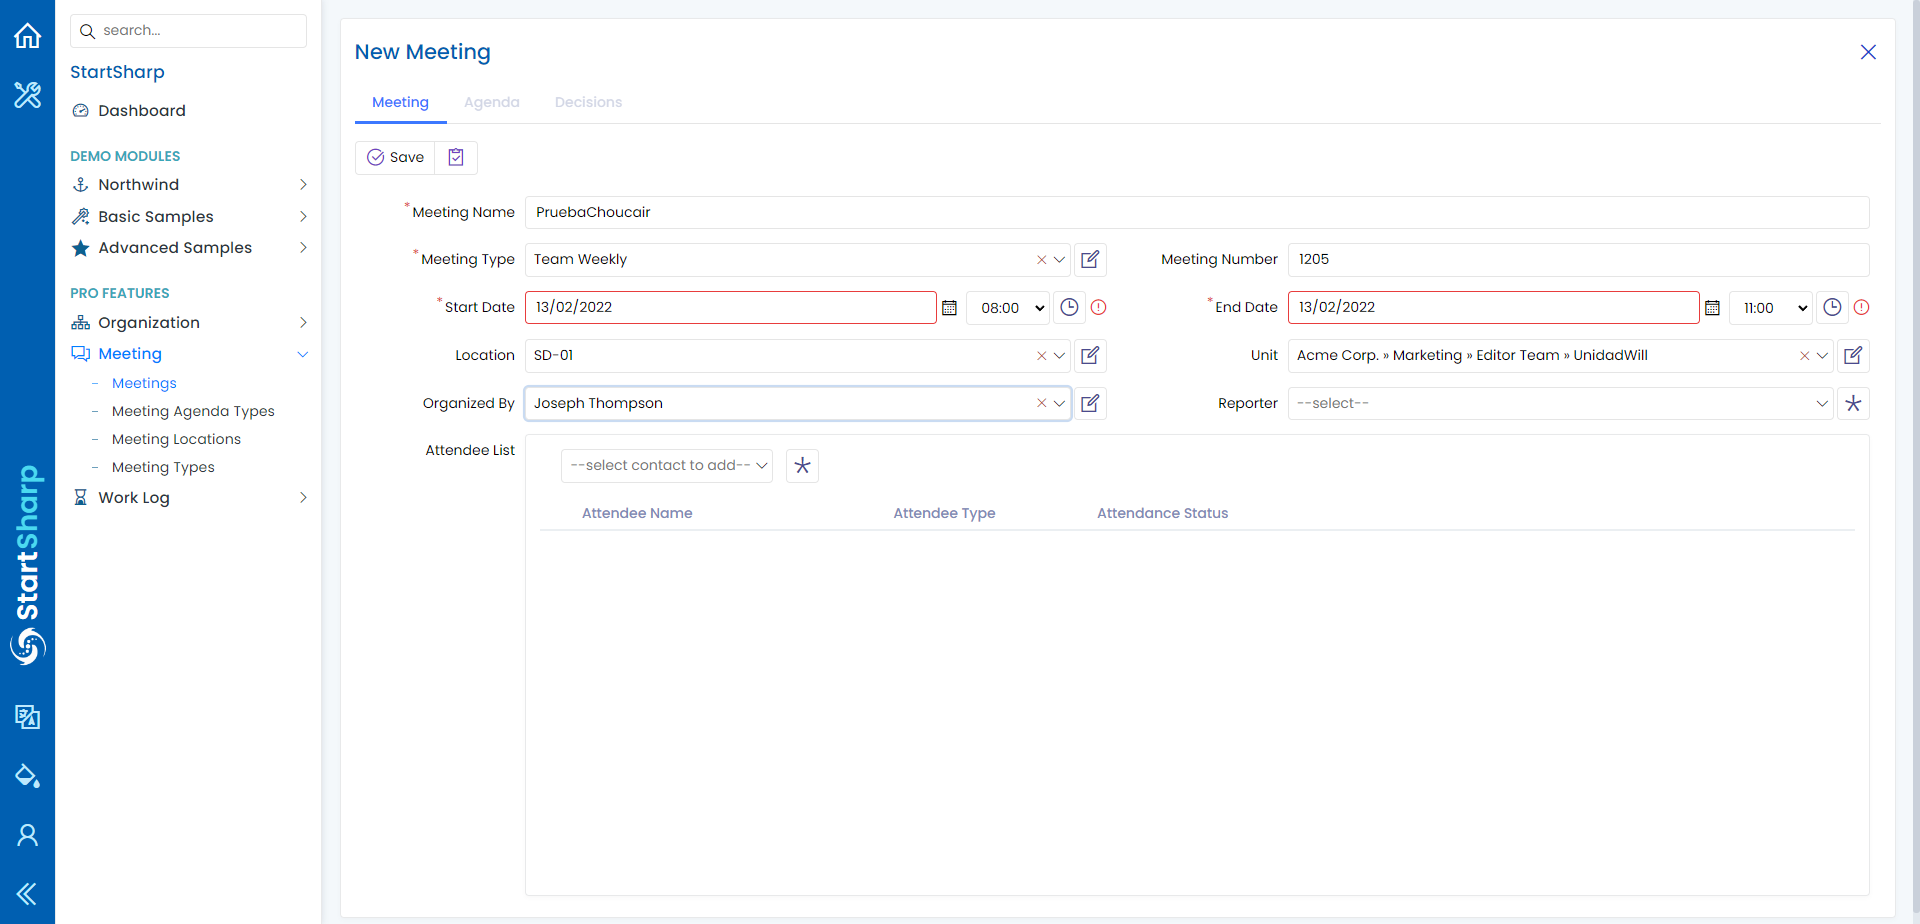 search...
StartSharp
Dashboard
DEMO MODULES
Northwind
Basic Samples
Advanced Samples
PRO FEATURES
Organization
Meeting
- Meetings
- Meeting Agenda Types
- Meeting Locations
- Meeting Types
Work Log
StartSharp
New Meeting
Meeting Agenda Decisions
Save
*Meeting Name PruebaChoucair
*Meeting Type Team Weekly Meeting Number 1205
*Start Date 13/02/2022 08:00 *End Date 13/02/2022 11:00
Location SD-01 Unit Acme Corp. » Marketing » Editor Team » UnidadWill
Organized By Joseph Thompson Reporter --select--
Attendee List
--select contact to add--
Attendee Name Attendee Type Attendance Status